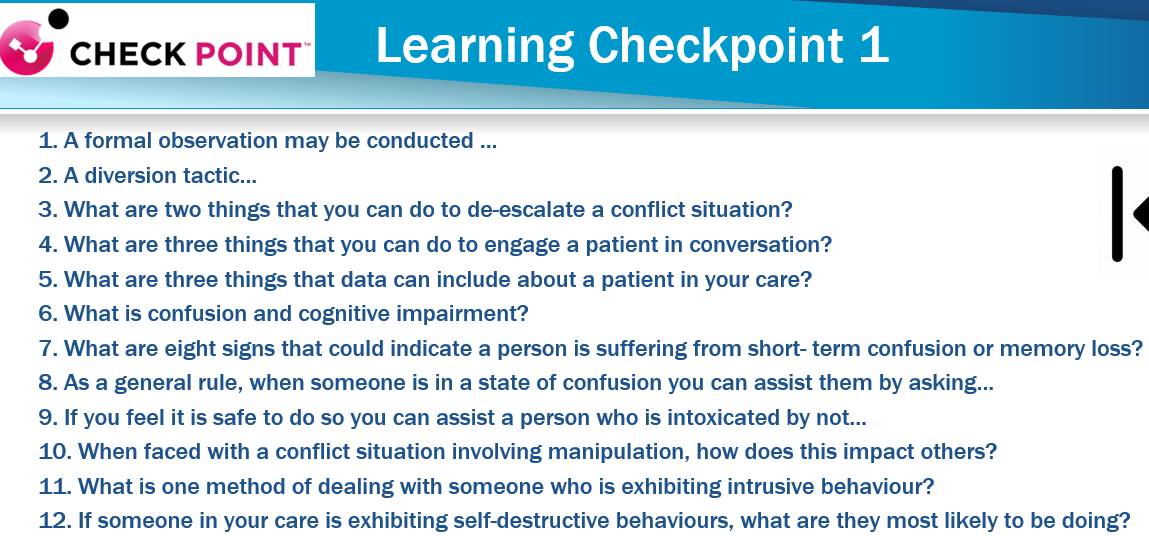 CHECK POINT™
Learning Checkpoint 1
1. A formal observation may be conducted ...
2. A diversion tactic...
3. What are two things that you can do to de-escalate a conflict situation?
4. What are three things that you can do to engage a patient in conversation?
5. What are three things that data can include about a patient in your care?
6. What is confusion and cognitive impairment?
7. What are eight signs that could indicate a person is suffering from short- term confusion or memory loss?
8. As a general rule, when someone is in a state of confusion you can assist them by asking...
9. If you feel it is safe to do so you can assist a person who is intoxicated by not...
10. When faced with a conflict situation involving manipulation, how does this impact others?
11. What is one method of dealing with someone who is exhibiting intrusive behaviour?
12. If someone in your care is exhibiting self-destructive behaviours, what are they most likely to be doing?